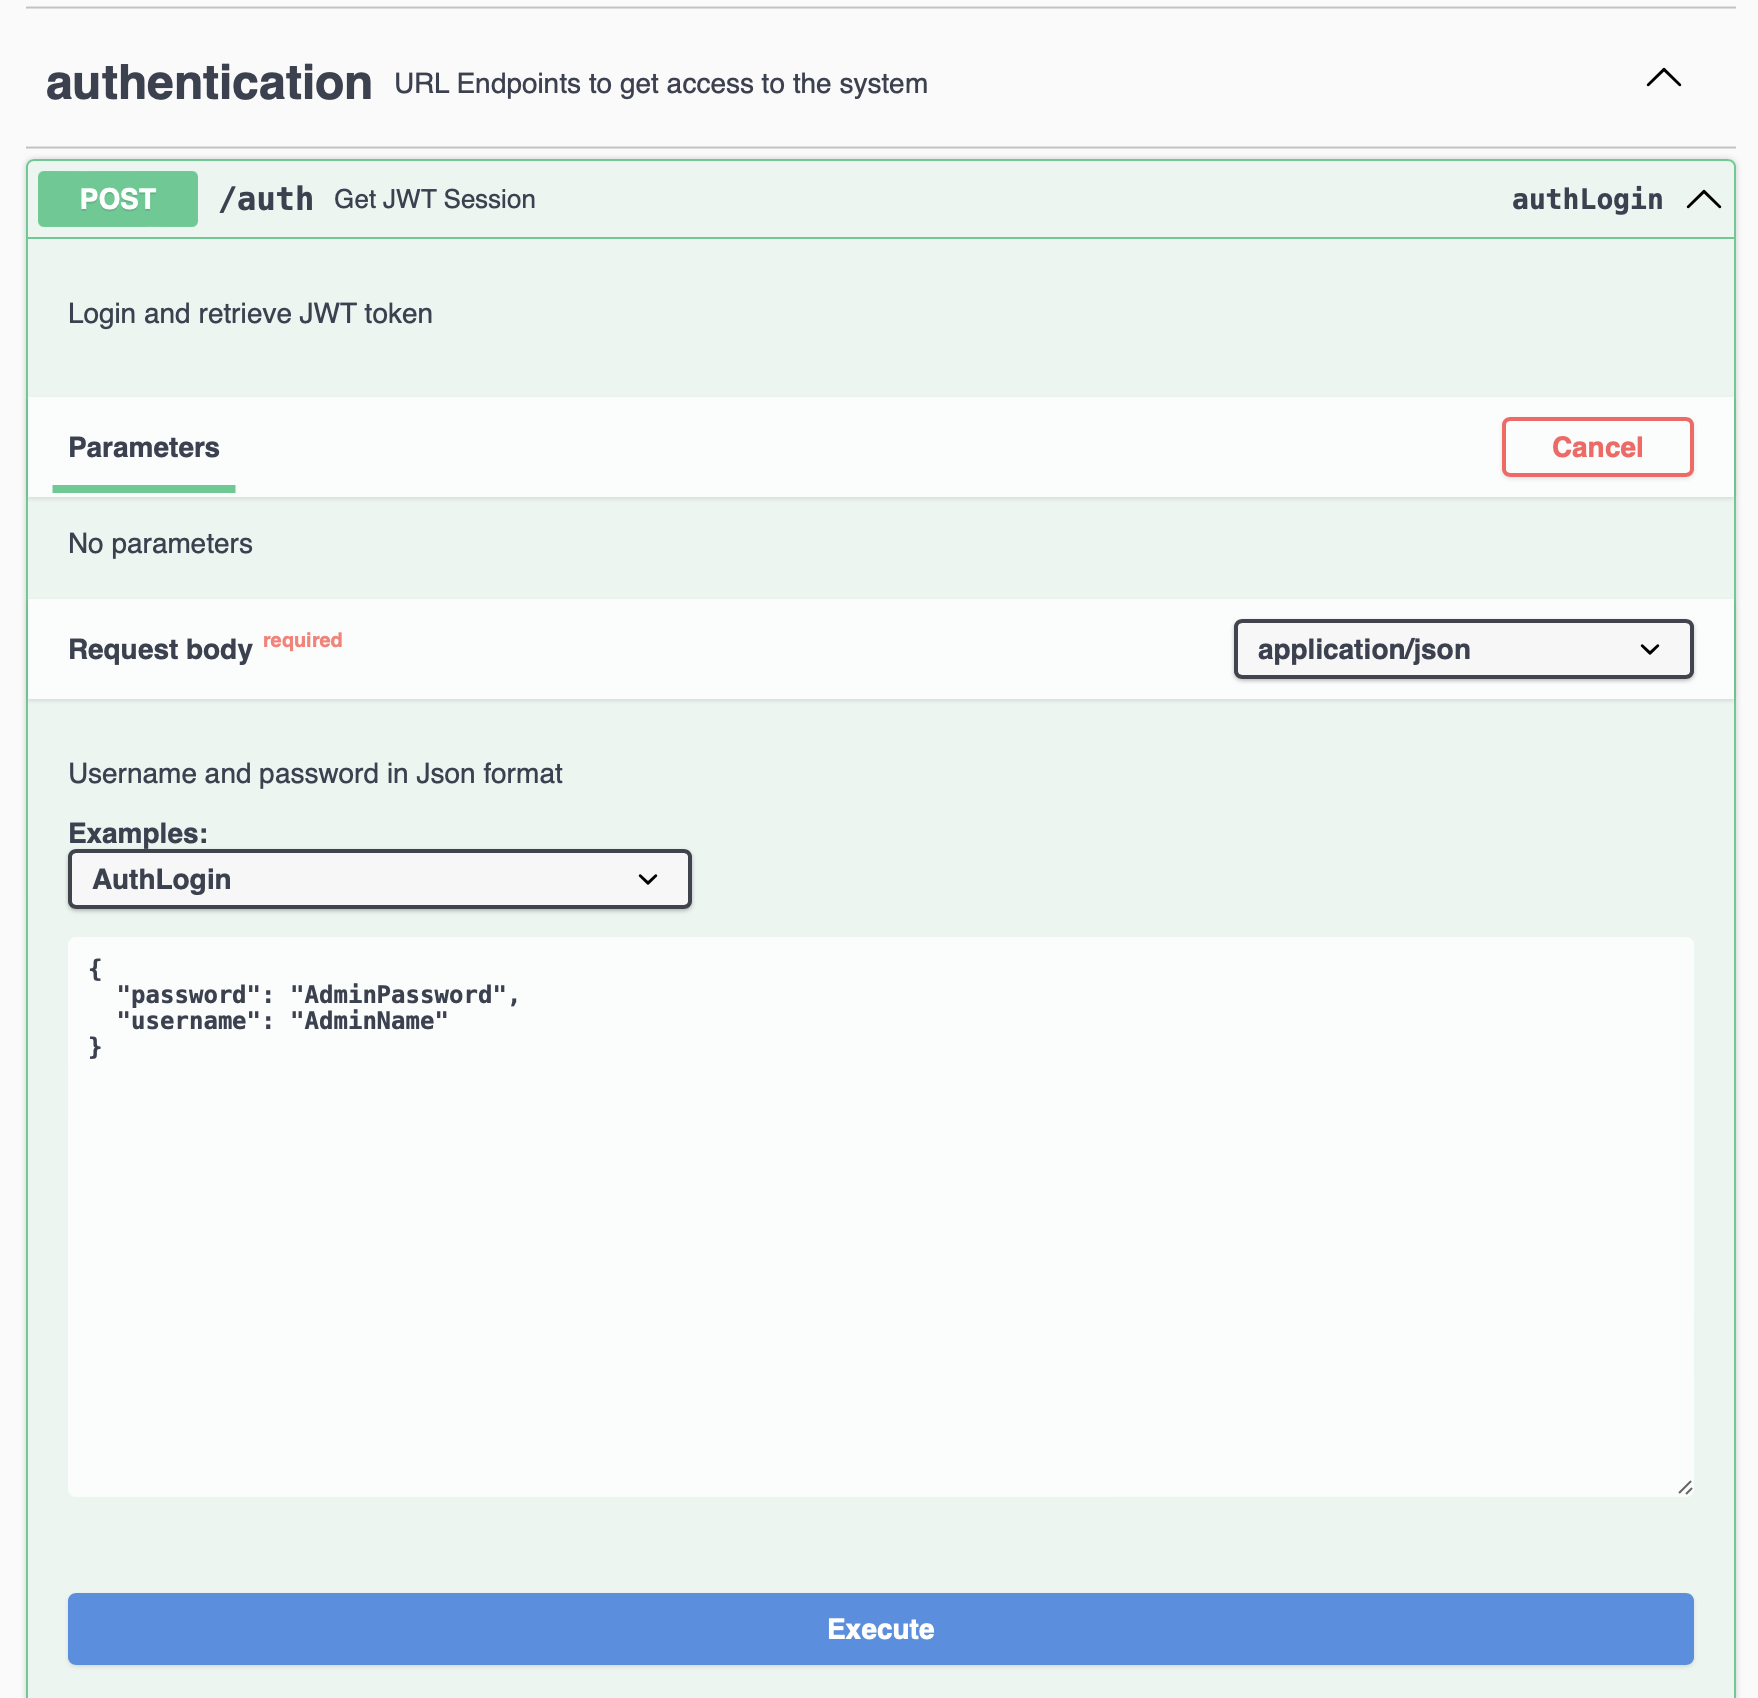 authentication URL Endpoints to get access to the system
POST /auth Get JWT Session authLogin
Login and retrieve JWT token
Parameters Cancel
No parameters
Request body required application/json
Username and password in Json format
Examples:
AuthLogin
{
  "password": "AdminPassword",
  "username": "AdminName"
}
Execute